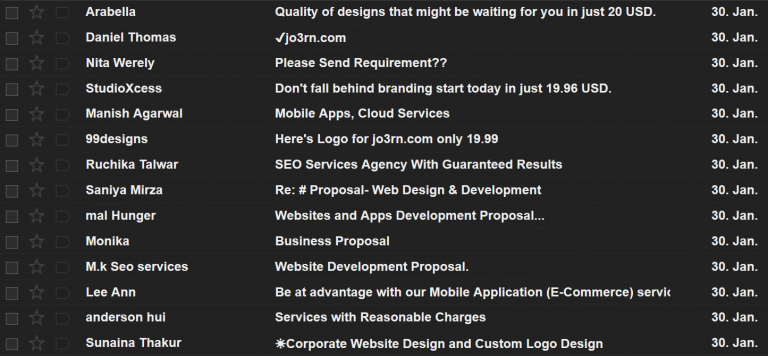 Arabella Quality of designs that might be waiting for you in just 20 USD. 30. Jan.
Daniel Thomas ✔jo3rn.com 30. Jan.
Nita Werely Please Send Requirement?? 30. Jan.
StudioXcess Don't fall behind branding start today in just 19.96 USD. 30. Jan.
Manish Agarwal Mobile Apps, Cloud Services 30. Jan.
99designs Here's Logo for jo3rn.com only 19.99 30. Jan.
Ruchika Talwar SEO Services Agency With Guaranteed Results 30. Jan.
Saniya Mirza Re: # Proposal- Web Design & Development 30. Jan.
mal Hunger Websites and Apps Development Proposal... 30. Jan.
Monika Business Proposal 30. Jan.
M.k Seo services Website Development Proposal. 30. Jan.
Lee Ann Be at advantage with our Mobile Application (E-Commerce) servic 30. Jan.
anderson hui Services with Reasonable Charges 30. Jan.
Sunaina Thakur ☀Corporate Website Design and Custom Logo Design 30. Jan.